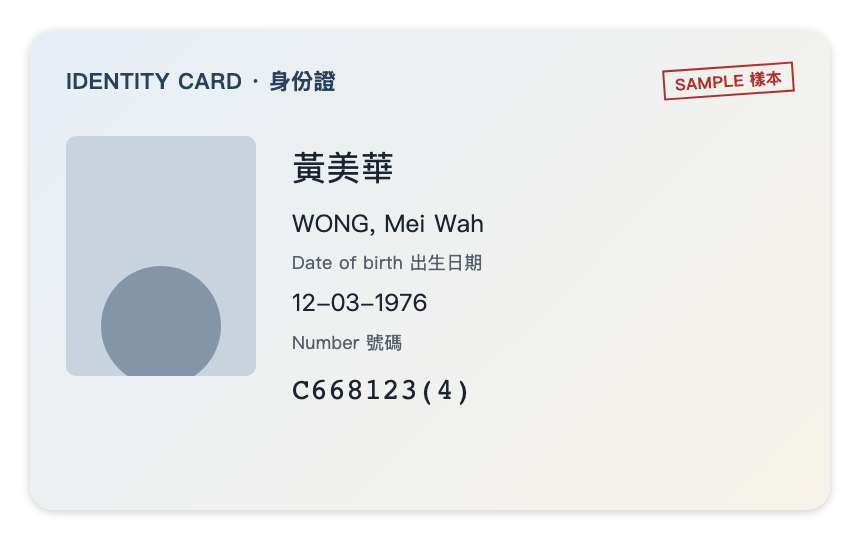 IDENTITY CARD · 身份證
SAMPLE 樣本
黃美華
WONG, Mei Wah
Date of birth 出生日期
12–03–1976
Number 號碼
C668123(4)